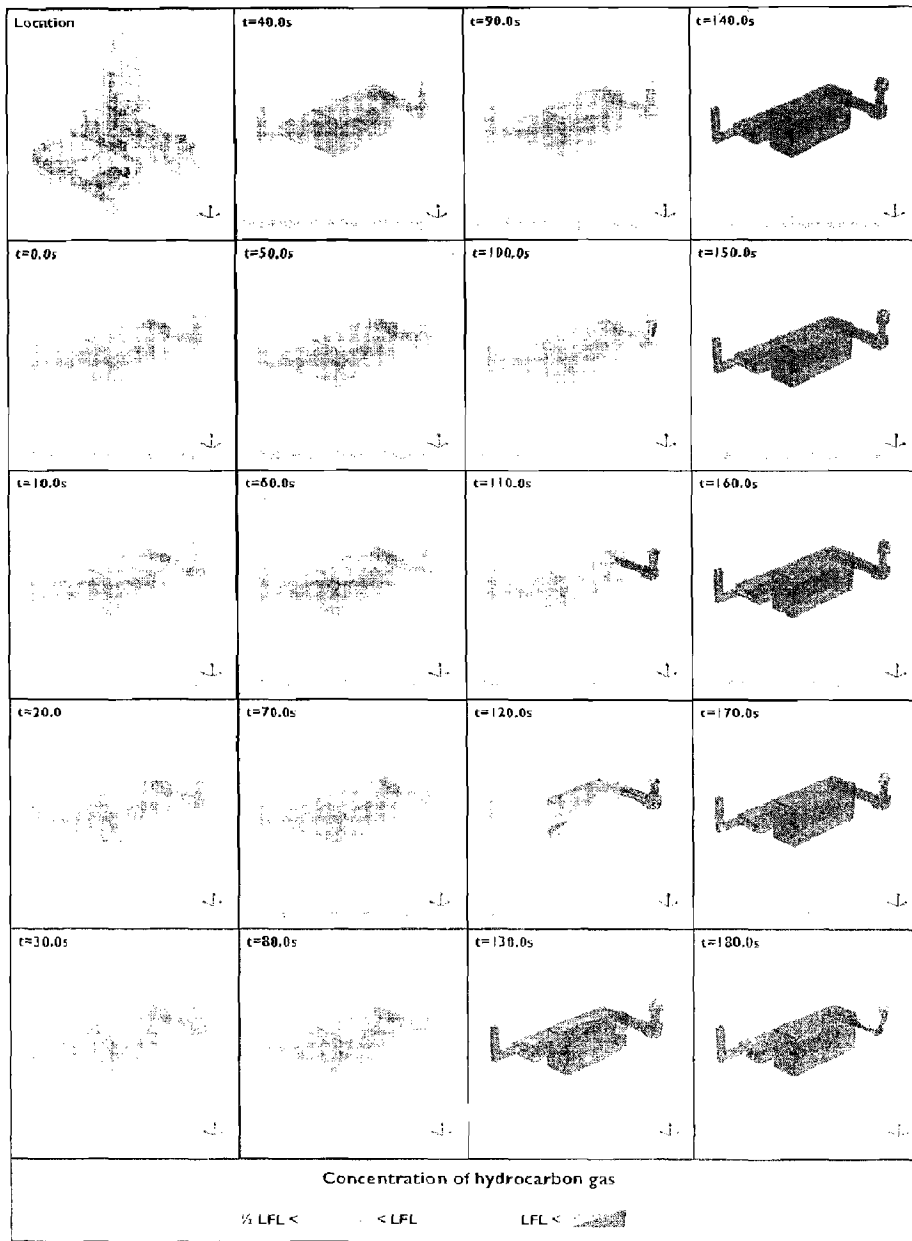 Location
t=40.0s
t=90.0s
t=140.0s
t=0.0s
t=50.0s
t=100.0s
t=150.0s
t=10.0s
t=60.0s
t=110.0s
t=160.0s
t=20.0
t=70.0s
t=120.0s
t=170.0s
t=30.0s
t=80.0s
t=130.0s
t=180.0s
Concentration of hydrocarbon gas
½ LFL < < LFL LFL <